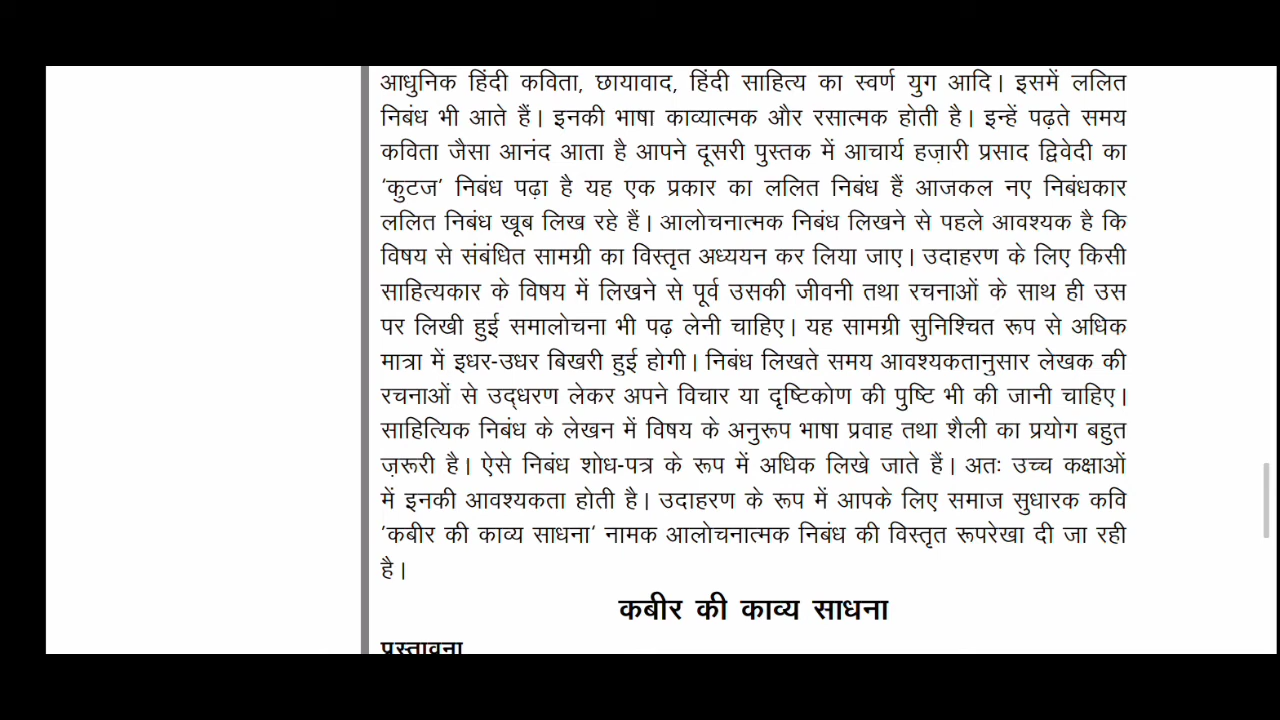 आधुनिक हिंदी कविता, छायावाद, हिंदी साहित्य का स्वर्ण युग आदि। इसमें ललित
निबंध भी आते हैं। इनकी भाषा काव्यात्मक और रसात्मक होती है। इन्हें पढ़ते समय
कविता जैसा आनंद आता है आपने दूसरी पुस्तक में आचार्य हज़ारी प्रसाद द्विवेदी का
‘कुटज’ निबंध पढ़ा है यह एक प्रकार का ललित निबंध हैं आजकल नए निबंधकार
ललित निबंध खूब लिख रहे हैं। आलोचनात्मक निबंध लिखने से पहले आवश्यक है कि
विषय से संबंधित सामग्री का विस्तृत अध्ययन कर लिया जाए। उदाहरण के लिए किसी
साहित्यकार के विषय में लिखने से पूर्व उसकी जीवनी तथा रचनाओं के साथ ही उस
पर लिखी हुई समालोचना भी पढ़ लेनी चाहिए। यह सामग्री सुनिश्चित रूप से अधिक
मात्रा में इधर-उधर बिखरी हुई होगी। निबंध लिखते समय आवश्यकतानुसार लेखक की
रचनाओं से उद्धरण लेकर अपने विचार या दृष्टिकोण की पुष्टि भी की जानी चाहिए।
साहित्यिक निबंध के लेखन में विषय के अनुरूप भाषा प्रवाह तथा शैली का प्रयोग बहुत
ज़रूरी है। ऐसे निबंध शोध-पत्र के रूप में अधिक लिखे जाते हैं। अतः उच्च कक्षाओं
में इनकी आवश्यकता होती है। उदाहरण के रूप में आपके लिए समाज सुधारक कवि
‘कबीर की काव्य साधना‘ नामक आलोचनात्मक निबंध की विस्तृत रूपरेखा दी जा रही
है।
कबीर की काव्य साधना
प्रस्तावना